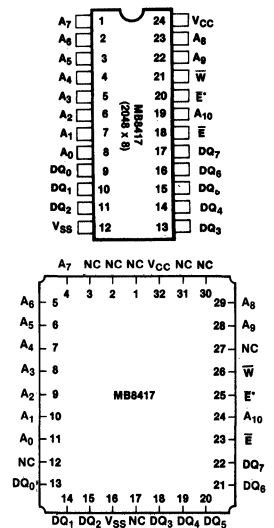 A7 1 24 VCC
A6 2 23 A8
A5 3 22 A9
A4 4 21 W
A3 5 20 E*
A2 6 19 A10
A1 7 18 E
A0 8 17 DQ7
DQ0 9 16 DQ6
DQ1 10 15
DQ2 11 14 DQ4
VSS 12 13 DQ3
MB8417
(2048 x 8)
A7 NC NC NC VCC NC NC
4 3 2 1 32 31 30
A6 5 29 A8
A5 6 28 A9
A4 7 27 NC
A3 8 26 W
A2 9 MB8417 25 E*
A1 10 24 A10
A0 11 23 E
NC 12 22 DQ7
DQ0 13 21 DQ6
14 15 16 17 18 19 20
DQ1 DQ2 VSS NC DQ3 DQ4 DQ5